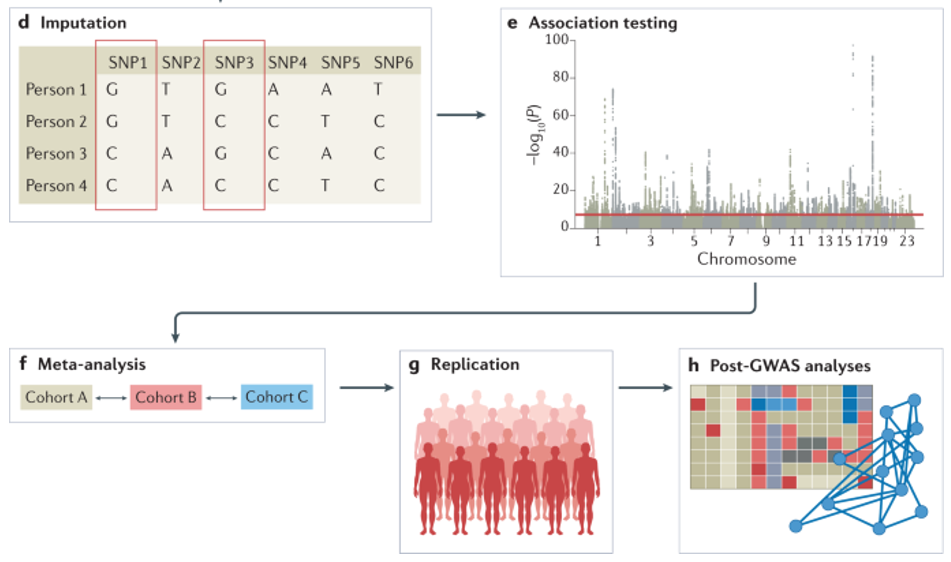 d Imputation
SNP1 SNP2 SNP3 SNP4 SNP5 SNP6
Person 1 G T G A A T
Person 2 G T C C T C
Person 3 C A G C A C
Person 4 C A C C T C
e Association testing
−log10(P)
100
80
60
40
20
0
1 3 5 7 9 11 13 15 17 19 23
Chromosome
f Meta-analysis
Cohort A Cohort B Cohort C
g Replication
h Post-GWAS analyses